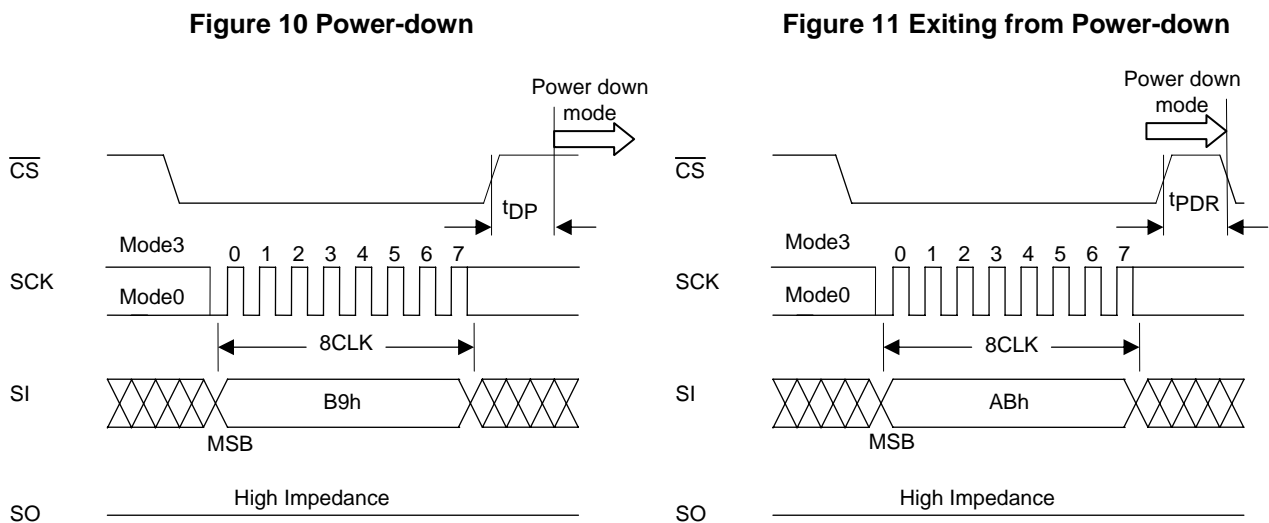 Figure 10 Power-down
Power down
mode
CS
tDP
Mode3
0 1 2 3 4 5 6 7
SCK
Mode0
8CLK
SI
B9h
MSB
High Impedance
SO
Figure 11 Exiting from Power-down
Power down
mode
CS
tPDR
Mode3
0 1 2 3 4 5 6 7
SCK
Mode0
8CLK
SI
ABh
MSB
High Impedance
SO